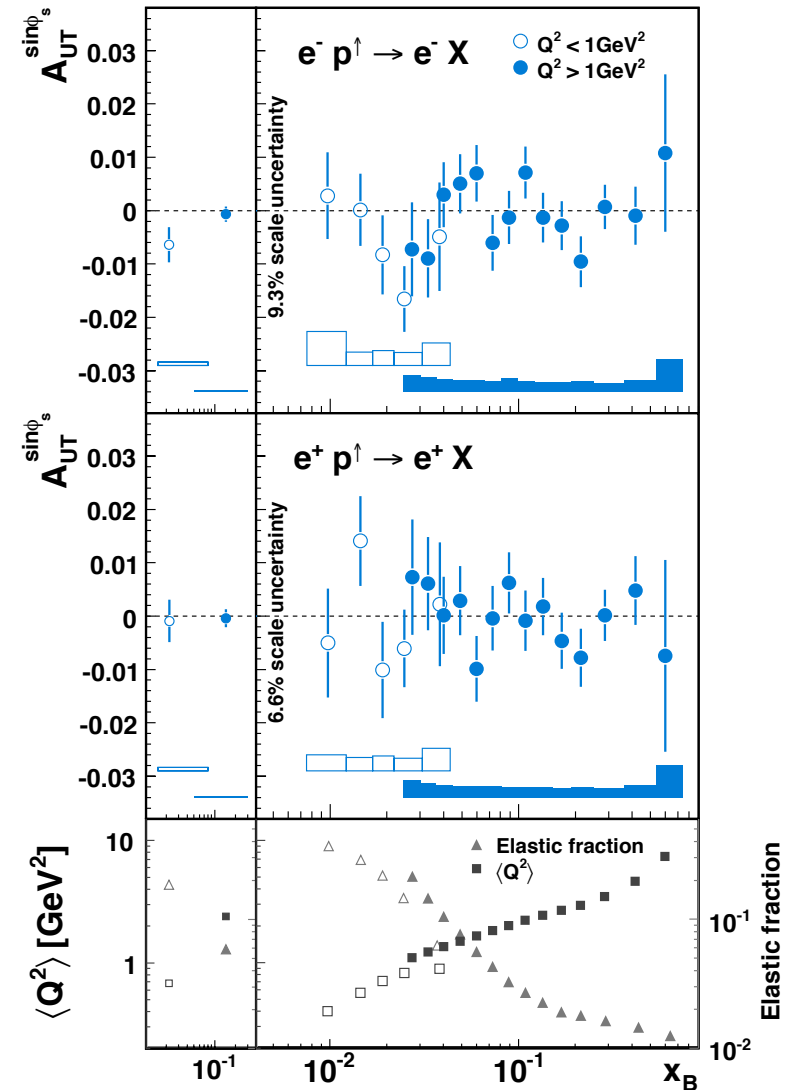 A_UT^sinϕ_s
e⁻ p↑ → e⁻ X
Q² < 1GeV²
Q² > 1GeV²
0.03
0.02
0.01
0
-0.01
-0.02
-0.03
9.3% scale uncertainty
A_UT^sinϕ_s
e⁺ p↑ → e⁺ X
0.03
0.02
0.01
0
-0.01
-0.02
-0.03
6.6% scale uncertainty
⟨Q²⟩ [GeV²]
10
1
Elastic fraction
⟨Q²⟩
Elastic fraction
10⁻¹
10⁻²
10⁻¹
10⁻²
10⁻¹
x_B